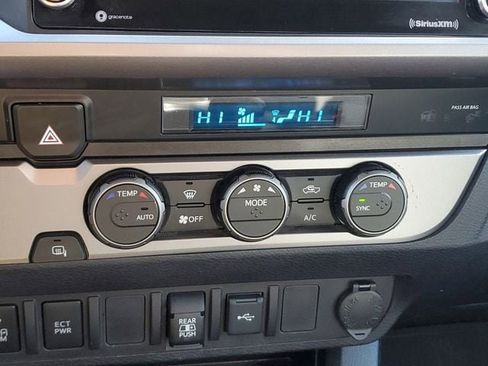 gracenote
SiriusXM
HI HI
PASS AIR BAG
TEMP
AUTO
OFF
MODE
A/C
TEMP
SYNC
ECT
PWR
REAR
PUSH